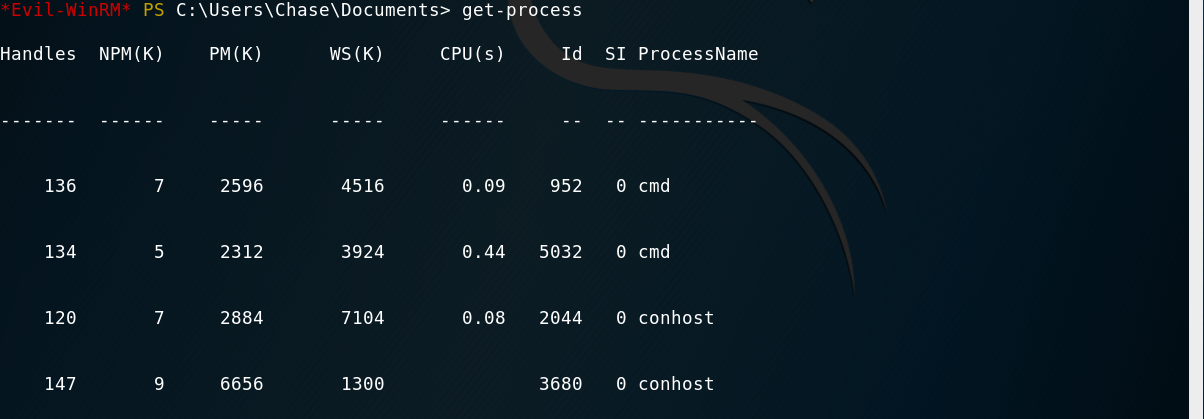 *Evil-WinRM* PS C:\Users\Chase\Documents> get-process
Handles  NPM(K)    PM(K)      WS(K)     CPU(s)     Id  SI ProcessName
-------  ------    -----      -----     ------     --  -- -----------
    136       7     2596       4516       0.09    952   0 cmd
    134       5     2312       3924       0.44   5032   0 cmd
    120       7     2884       7104       0.08   2044   0 conhost
    147       9     6656       1300              3680   0 conhost